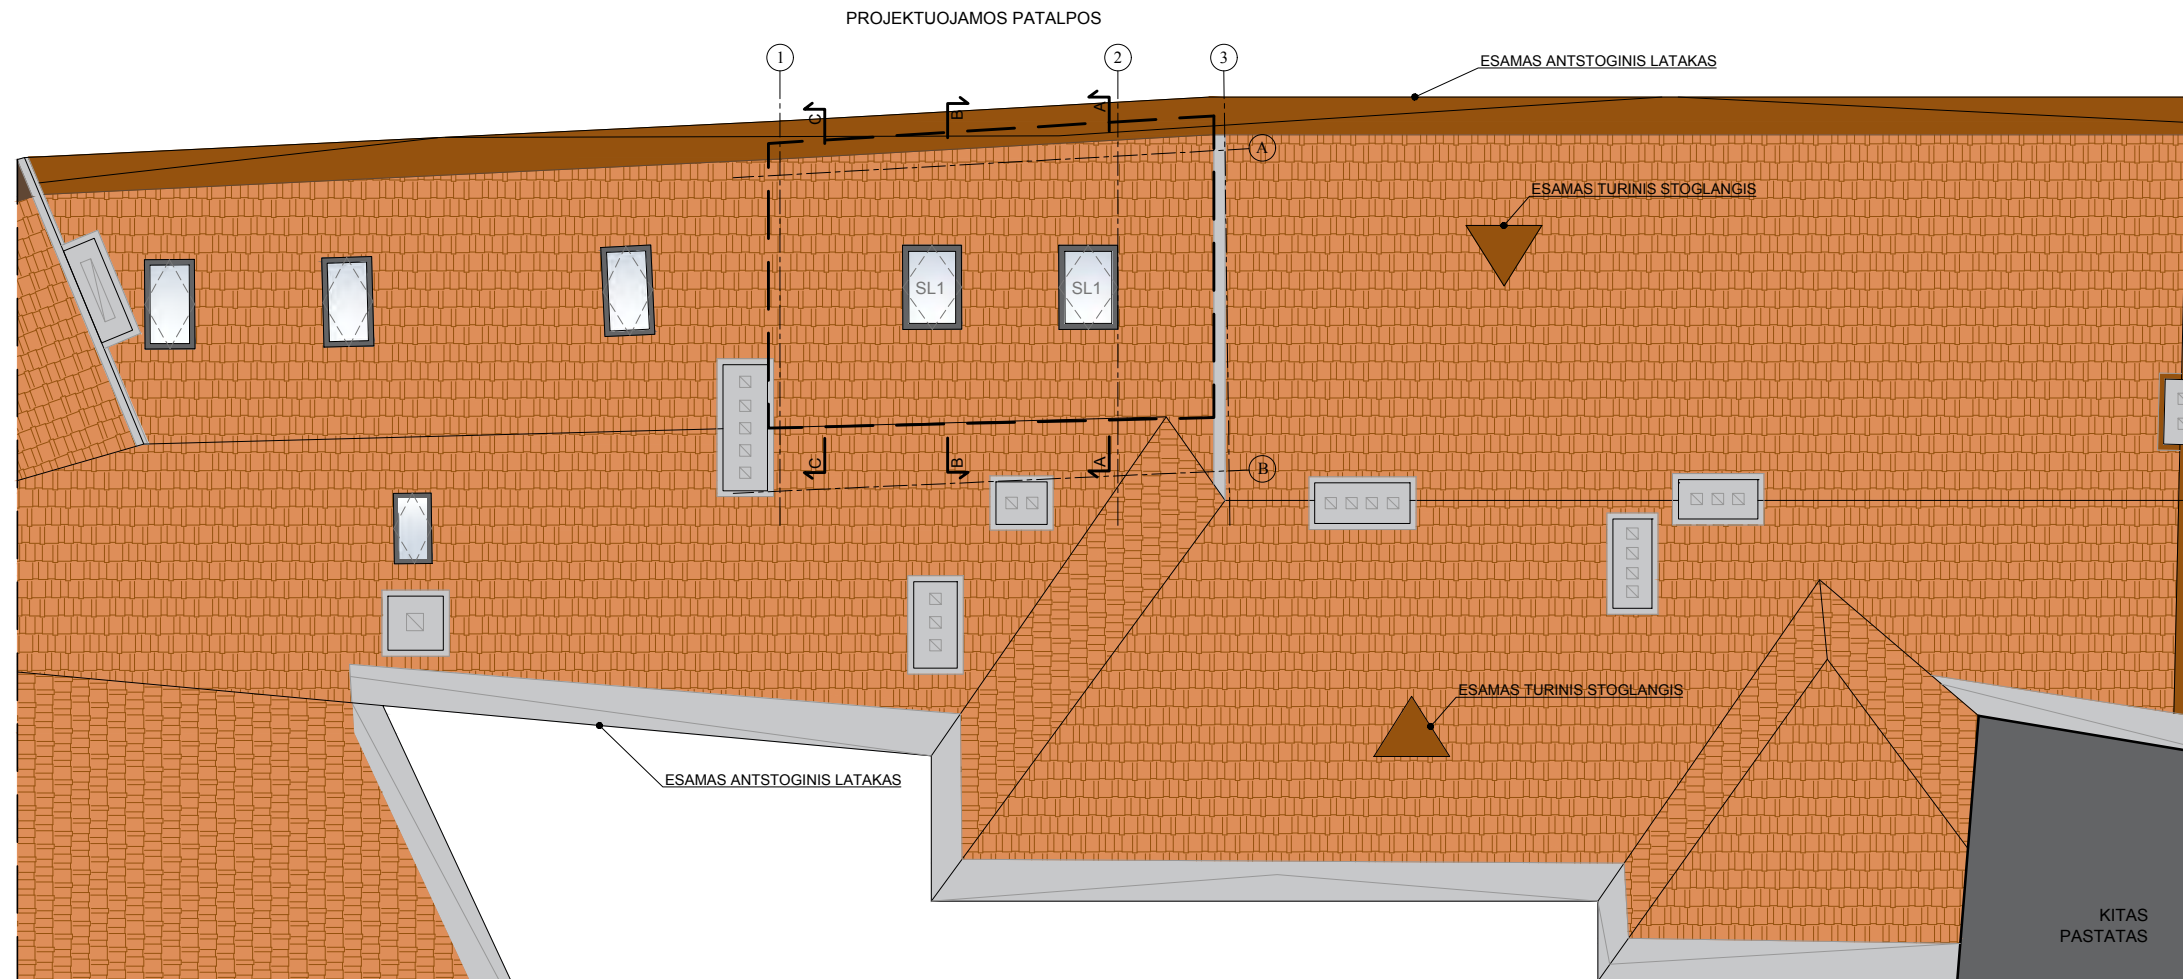 PROJEKTUOJAMOS PATALPOS
1
2
3
ESAMAS ANTSTOGINIS LATAKAS
C
B
A
A
ESAMAS TURINIS STOGLANGIS
SL1
SL1
C
B
A
B
ESAMAS TURINIS STOGLANGIS
ESAMAS ANTSTOGINIS LATAKAS
KITAS
PASTATAS